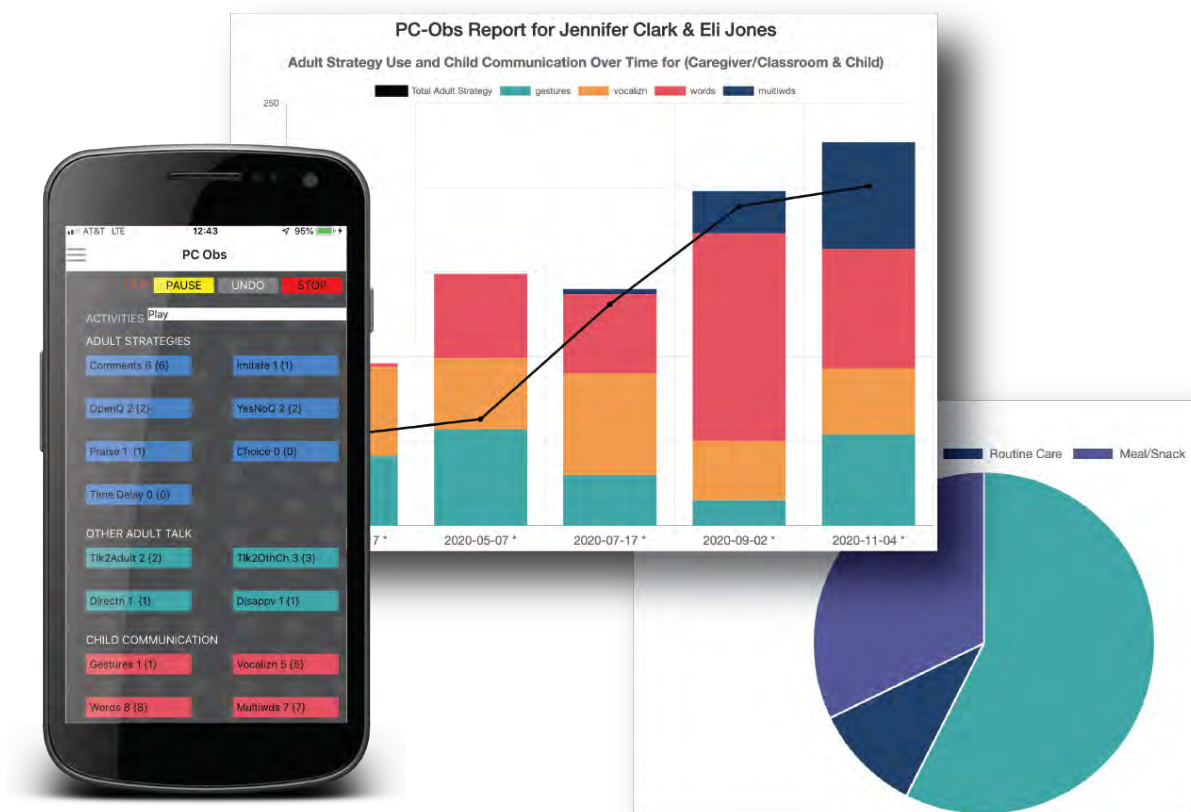 PC-Obs Report for Jennifer Clark & Eli Jones
Adult Strategy Use and Child Communication Over Time for (Caregiver/Classroom & Child)
Total Adult Strategy gestures vocalizn words multiwds
250
7 * 2020-05-07 * 2020-07-17 * 2020-09-02 * 2020-11-04 *
AT&T LTE 12:43 95%
PC Obs
PAUSE UNDO STOP
ACTIVITIES Play
ADULT STRATEGIES
Comments 6 (6) Imitate 1 (1)
OpenQ 2 (2) YesNoQ 2 (2)
Praise 1 (1) Choice 0 (0)
Time Delay 0 (0)
OTHER ADULT TALK
Tlk2Adult 2 (2) Tlk2OthCh 3 (3)
Directn 1 (1) Disappv 1 (1)
CHILD COMMUNICATION
Gestures 1 (1) Vocalizn 5 (5)
Words 8 (8) Multiwds 7 (7)
Routine Care Meal/Snack